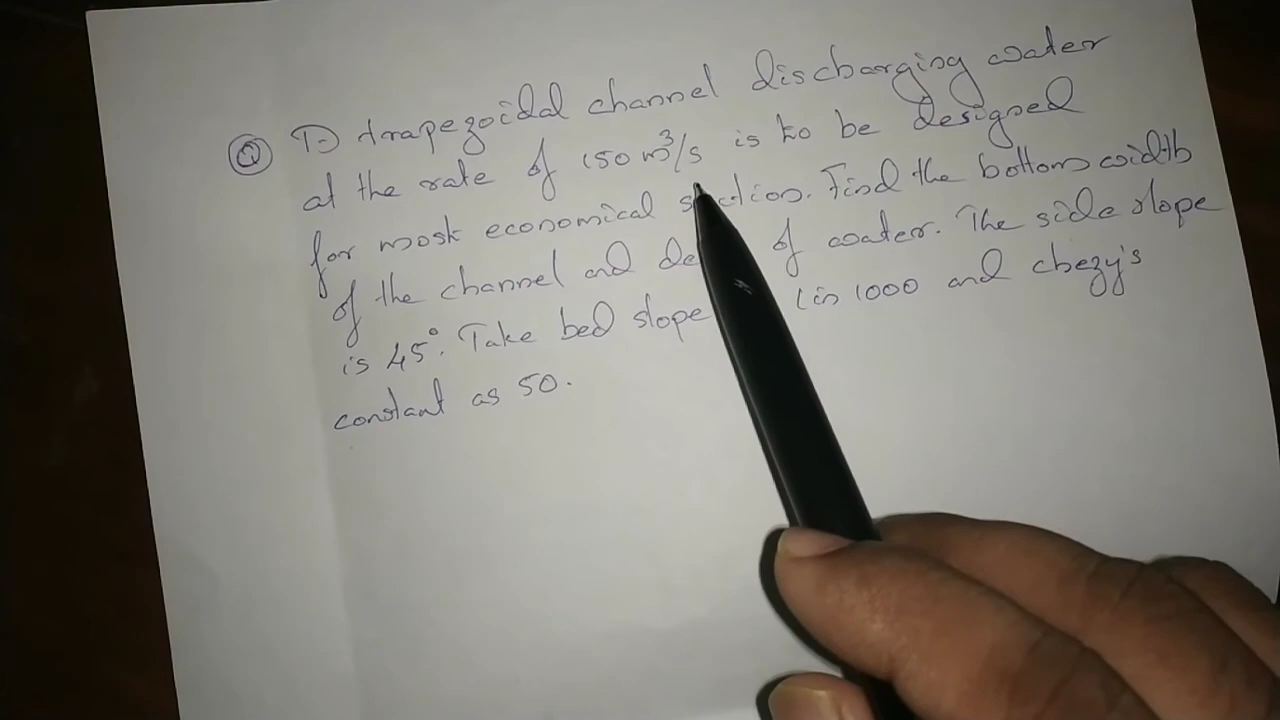 Q A trapezoidal channel discharging water
at the rate of 150 m³/s is to be designed
for most economical section. Find the bottom width
of the channel and de of water. The side slope
is 45°. Take bed slope 1 in 1000 and chezy's
constant as 50.